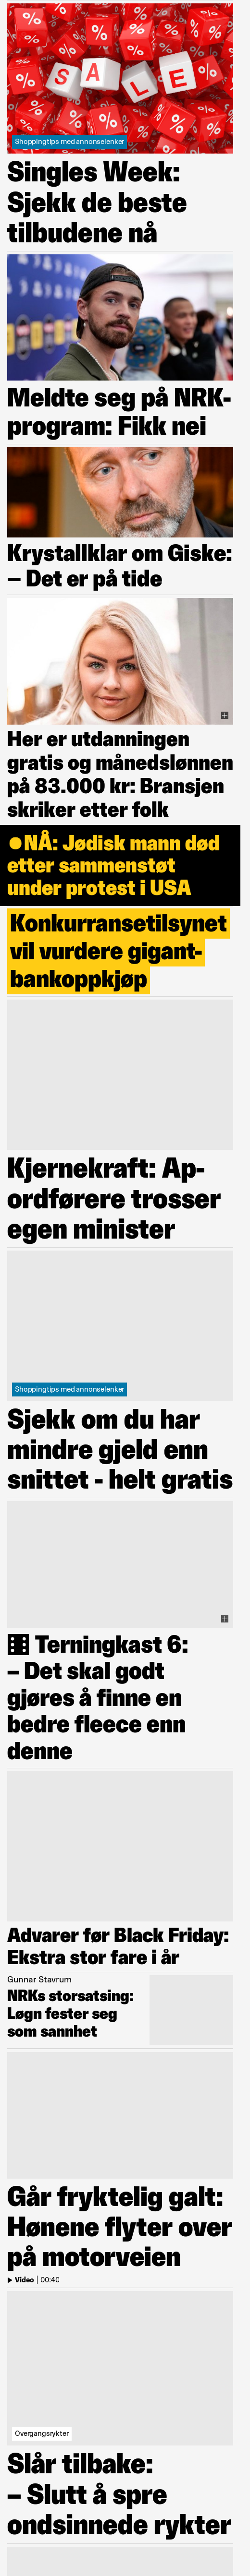 SALE
Shoppingtips med annonselenker
Singles Week:
Sjekk de beste
tilbudene nå
Meldte seg på NRK-
program: Fikk nei
Krystallklar om Giske:
– Det er på tide
Her er utdanningen
gratis og månedslønnen
på 83.000 kr: Bransjen
skriker etter folk
●NÅ: Jødisk mann død
etter sammenstøt
under protest i USA
Konkurransetilsynet
vil vurdere gigant-
bankoppkjøp
Kjernekraft: Ap-
ordførere trosser
egen minister
Shoppingtips med annonselenker
Sjekk om du har
mindre gjeld enn
snittet - helt gratis
Terningkast 6:
– Det skal godt
gjøres å finne en
bedre fleece enn
denne
Advarer før Black Friday:
Ekstra stor fare i år
Gunnar Stavrum
NRKs storsatsing:
Løgn fester seg
som sannhet
Går fryktelig galt:
Hønene flyter over
på motorveien
Video | 00:40
Overgangsrykter
Slår tilbake:
– Slutt å spre
ondsinnede rykter